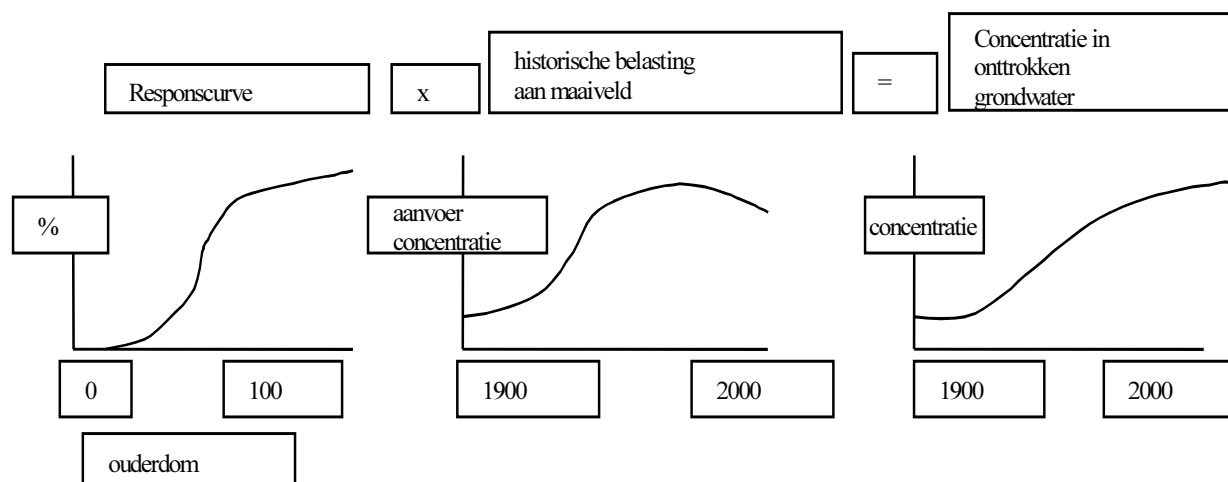 Responscurve
x
historische belasting
aan maaiveld
=
Concentratie in
onttrokken
grondwater
%
0
100
ouderdom
aanvoer
concentratie
1900
2000
concentratie
1900
2000